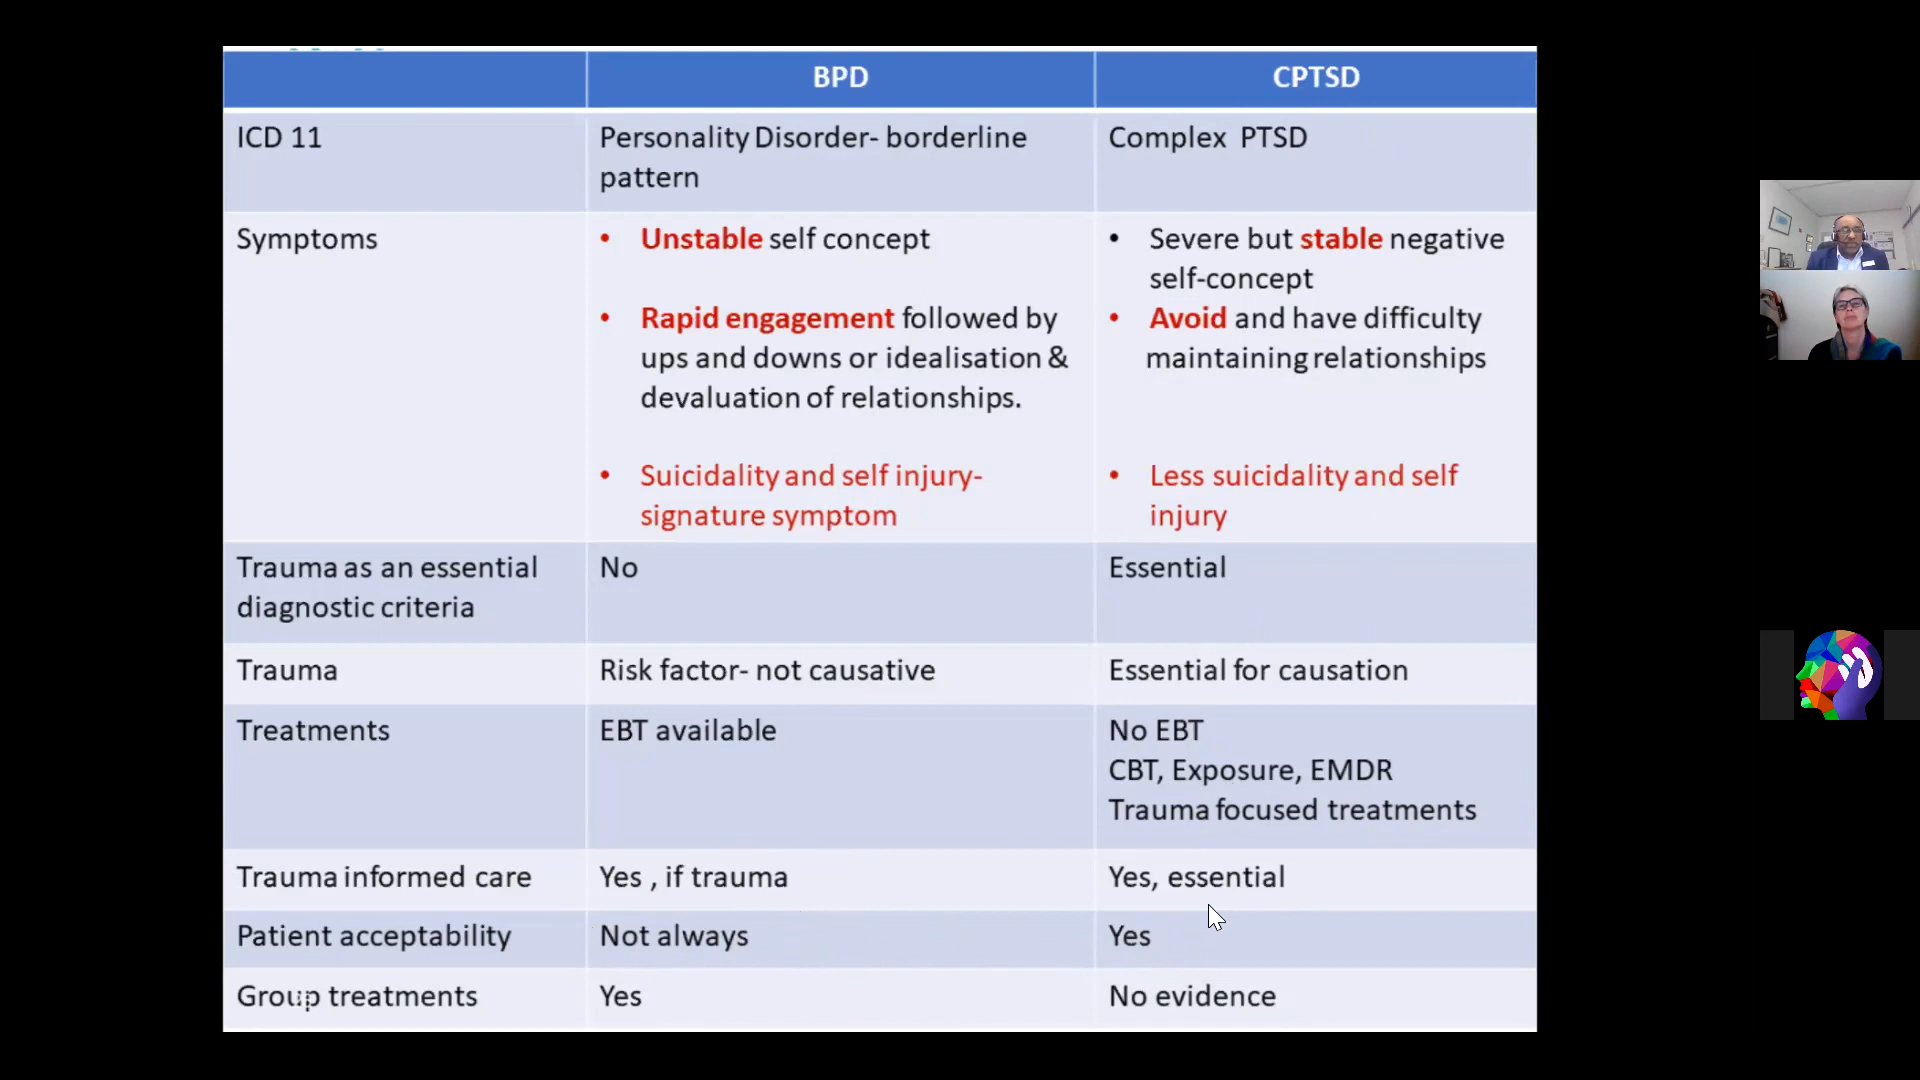 BPD CPTSD
ICD 11 Personality Disorder- borderline Complex PTSD
pattern
Symptoms • Unstable self concept • Severe but stable negative
self-concept
• Rapid engagement followed by • Avoid and have difficulty
ups and downs or idealisation & maintaining relationships
devaluation of relationships.
• Suicidality and self injury- • Less suicidality and self
signature symptom injury
Trauma as an essential No Essential
diagnostic criteria
Trauma Risk factor- not causative Essential for causation
Treatments EBT available No EBT
CBT, Exposure, EMDR
Trauma focused treatments
Trauma informed care Yes , if trauma Yes, essential
Patient acceptability Not always Yes
Group treatments Yes No evidence